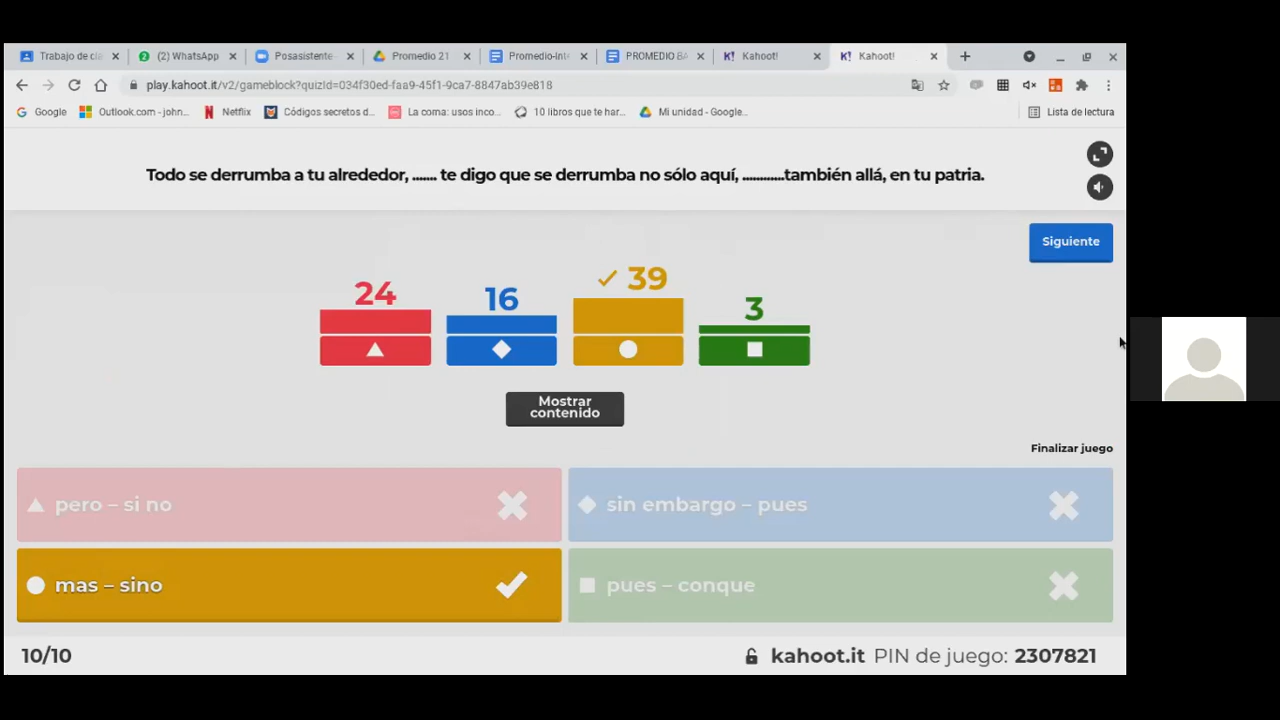 Trabajo de cla
(2) WhatsApp
Posasistente -
Promedio 21
Promedio-Inte
PROMEDIO BA
K! Kahoot!
K! Kahoot!
play.kahoot.it/v2/gameblock?quizId=034f30ed-faa9-45f1-9ca7-8847ab39e818
Google
Outlook.com - john...
Netflix
Códigos secretos d...
La coma: usos inco...
10 libros que te har...
Mi unidad - Google...
Lista de lectura
Todo se derrumba a tu alrededor, ....... te digo que se derrumba no sólo aquí, ............también allá, en tu patria.
Siguiente
24
16
39
3
Mostrar
contenido
Finalizar juego
pero – si no
sin embargo – pues
mas – sino
pues – conque
10/10
kahoot.it PIN de juego: 2307821